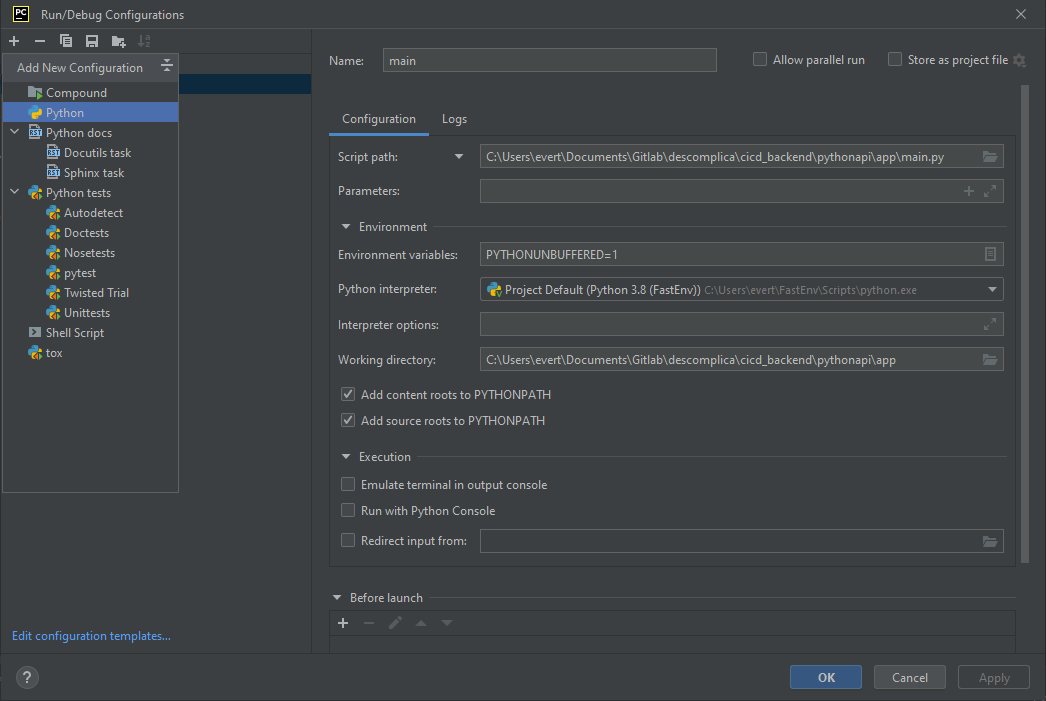 PC Run/Debug Configurations
Add New Configuration
Compound
Python
Python docs
RST Docutils task
RST Sphinx task
Python tests
Autodetect
Doctests
Nosetests
pytest
Twisted Trial
Unittests
Shell Script
tox
Edit configuration templates...
Name: main
Allow parallel run
Store as project file
Configuration Logs
Script path: C:\Users\evert\Documents\Gitlab\descomplica\cicd_backend\pythonapi\app\main.py
Parameters:
Environment
Environment variables: PYTHONUNBUFFERED=1
Python interpreter: Project Default (Python 3.8 (FastEnv)) C:\Users\evert\FastEnv\Scripts\python.exe
Interpreter options:
Working directory: C:\Users\evert\Documents\Gitlab\descomplica\cicd_backend\pythonapi\app
Add content roots to PYTHONPATH
Add source roots to PYTHONPATH
Execution
Emulate terminal in output console
Run with Python Console
Redirect input from:
Before launch
? OK Cancel Apply